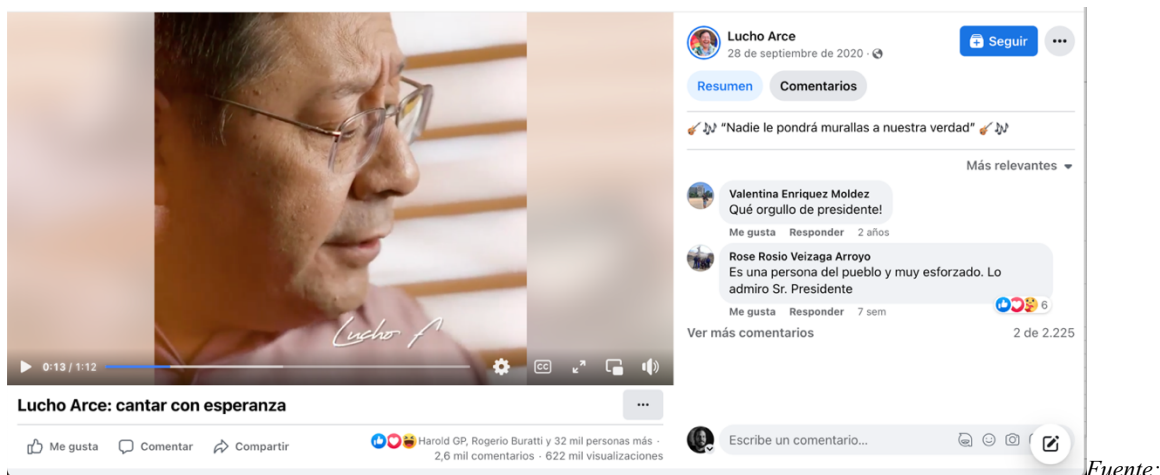 Lucho A
0:13 / 1:12
CC
Lucho Arce: cantar con esperanza
...
Me gusta Comentar Compartir
Harold GP, Rogerio Buratti y 32 mil personas más ·
2,6 mil comentarios · 622 mil visualizaciones
Lucho Arce
28 de septiembre de 2020 ·
Seguir
...
Resumen Comentarios
"Nadie le pondrá murallas a nuestra verdad"
Más relevantes
Valentina Enriquez Moldez
Qué orgullo de presidente!
Me gusta Responder 2 años
Rose Rosio Veizaga Arroyo
Es una persona del pueblo y muy esforzado. Lo
admiro Sr. Presidente
6
Me gusta Responder 7 sem
Ver más comentarios 2 de 2.225
Escribe un comentario...
Fuente: